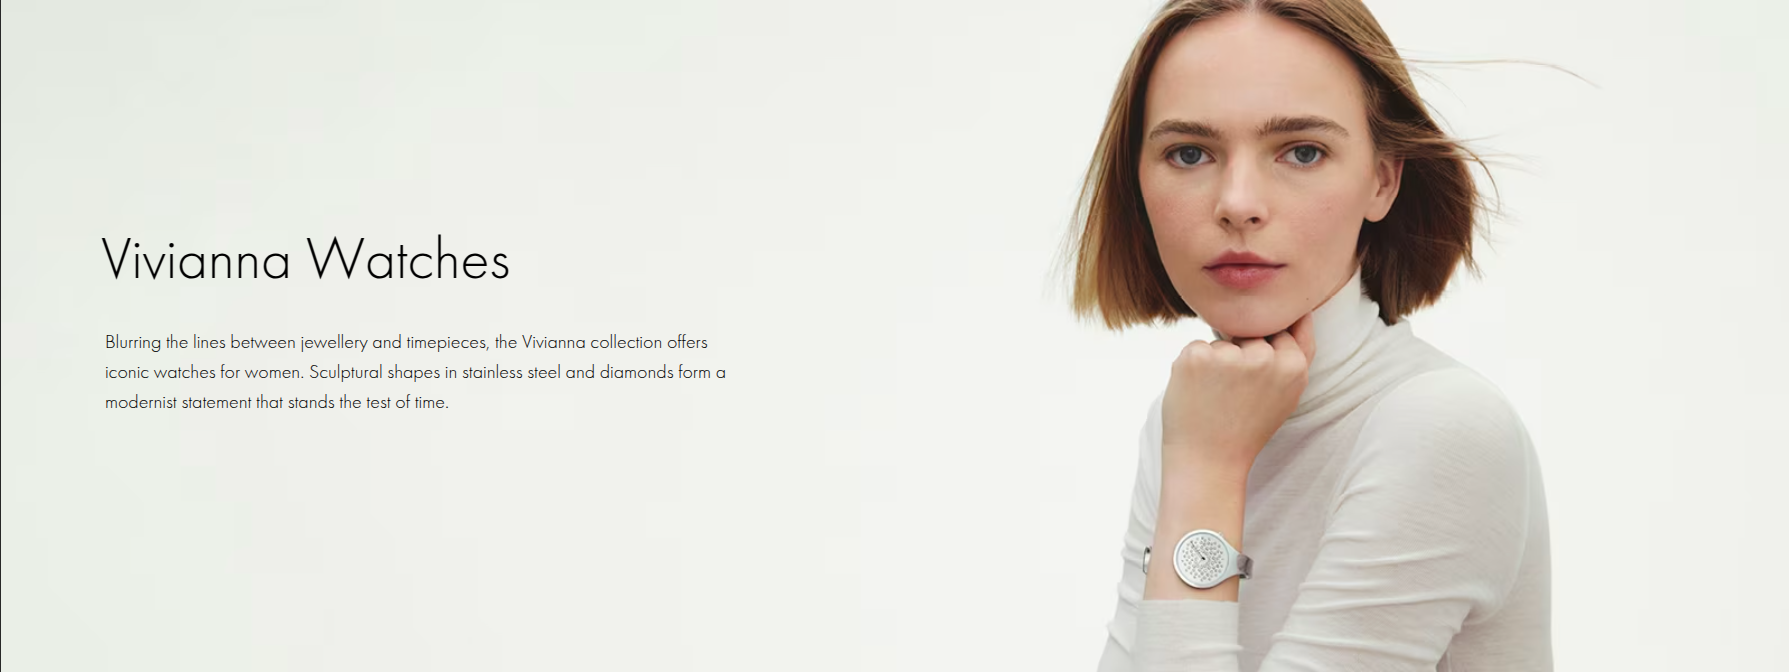 Vivianna Watches
Blurring the lines between jewellery and timepieces, the Vivianna collection offers
iconic watches for women. Sculptural shapes in stainless steel and diamonds form a
modernist statement that stands the test of time.